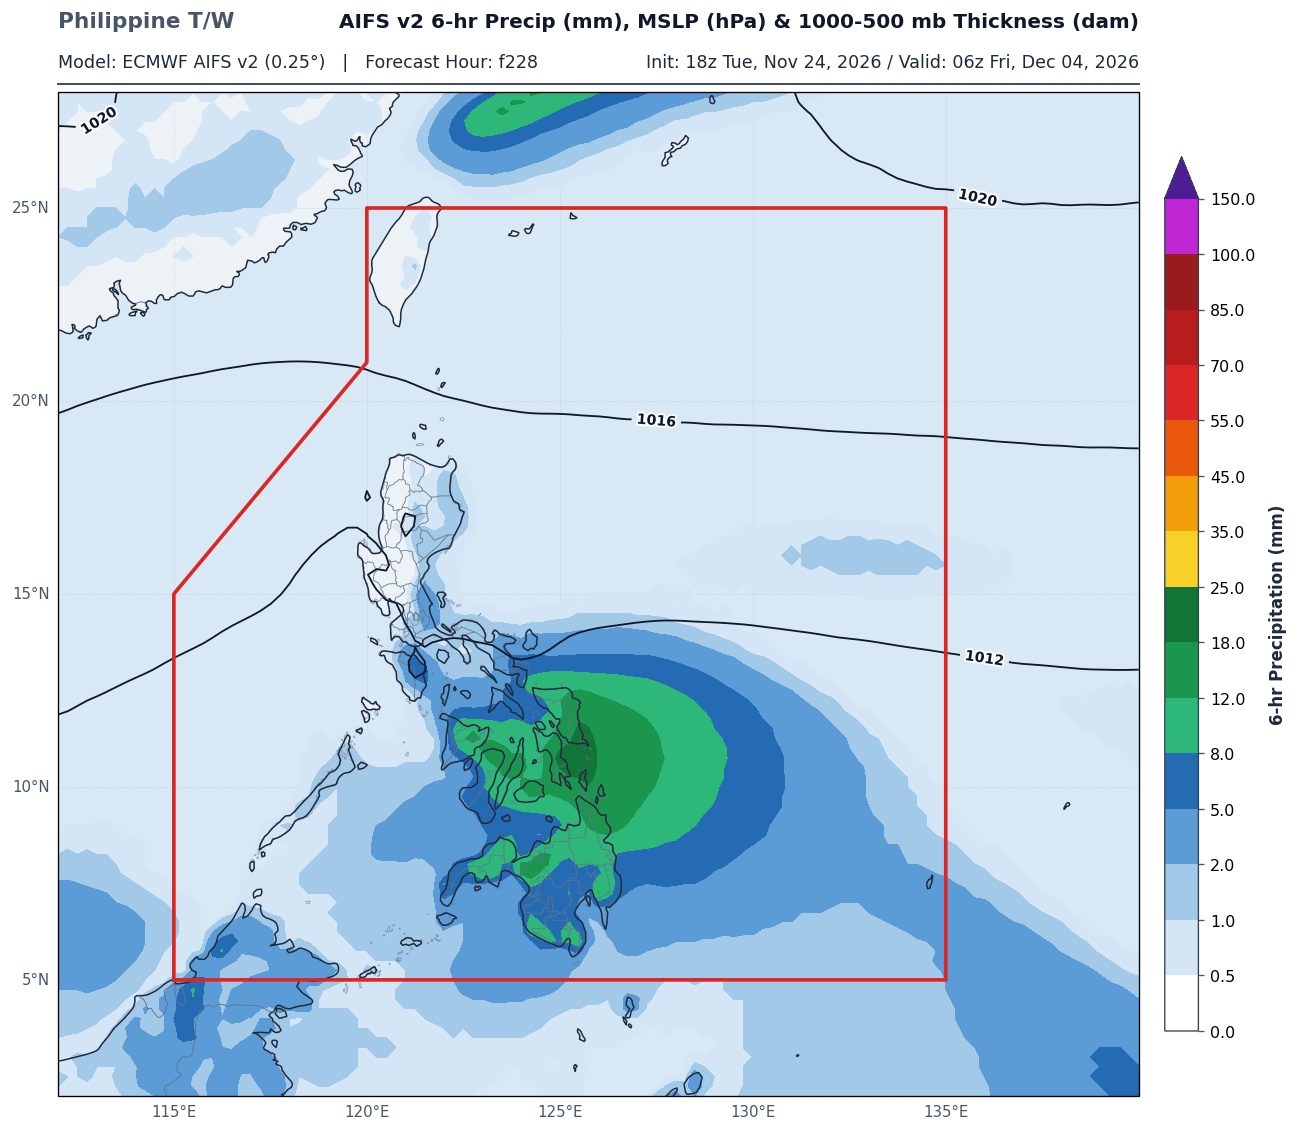 Philippine T/W
AIFS v2 6-hr Precip (mm), MSLP (hPa) & 1000-500 mb Thickness (dam)
Model: ECMWF AIFS v2 (0.25°) | Forecast Hour: f228
Init: 18z Tue, Nov 24, 2026 / Valid: 06z Fri, Dec 04, 2026
1020
1020
1016
1012
25°N
20°N
15°N
10°N
5°N
115°E
120°E
125°E
130°E
135°E
150.0
100.0
85.0
70.0
55.0
45.0
35.0
25.0
18.0
12.0
8.0
5.0
2.0
1.0
0.5
0.0
6-hr Precipitation (mm)